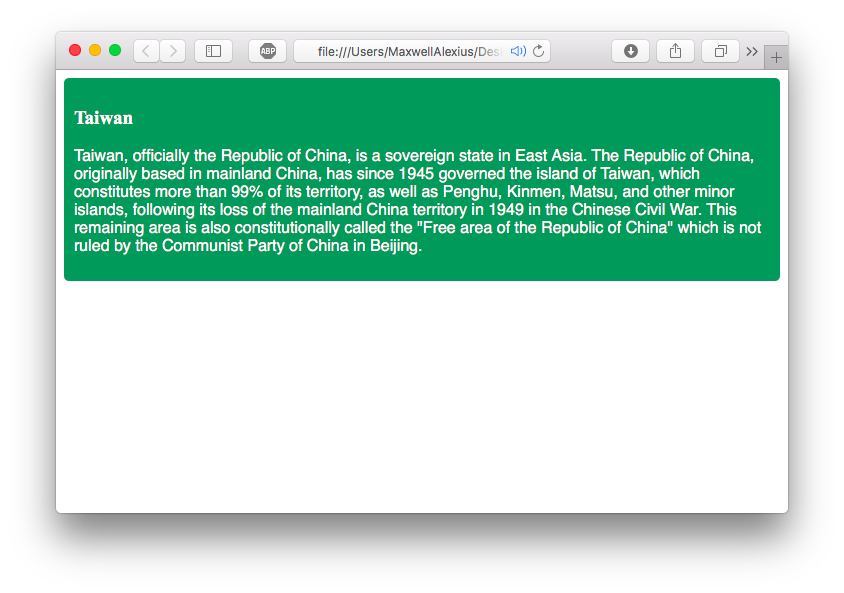 ABP
file:///Users/MaxwellAlexius/Des
Taiwan
Taiwan, officially the Republic of China, is a sovereign state in East Asia. The Republic of China,
originally based in mainland China, has since 1945 governed the island of Taiwan, which
constitutes more than 99% of its territory, as well as Penghu, Kinmen, Matsu, and other minor
islands, following its loss of the mainland China territory in 1949 in the Chinese Civil War. This
remaining area is also constitutionally called the "Free area of the Republic of China" which is not
ruled by the Communist Party of China in Beijing.